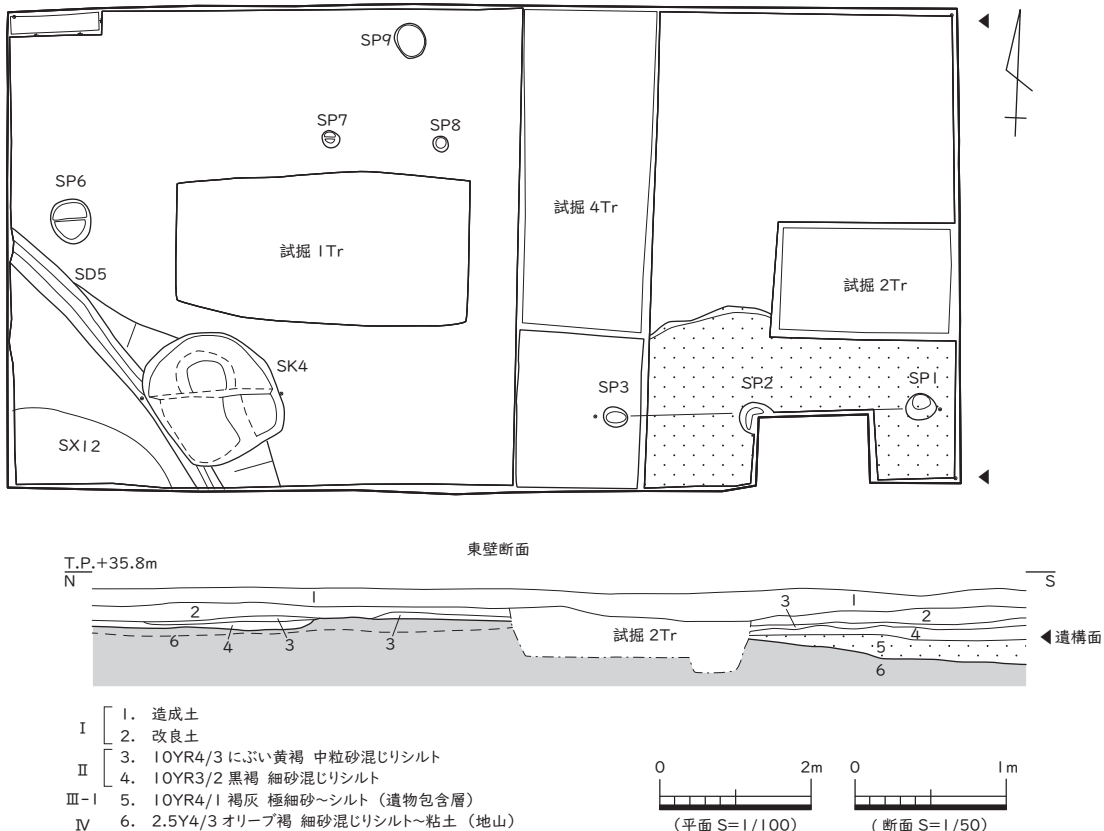 SP9
SP7
SP8
SP6
試掘 4Tr
試掘 1Tr
SD5
試掘 2Tr
SK4
SP3
SP2
SP1
SX12
東壁断面
T.P.+35.8m
N
S
1
3
1
2
2
試掘 2Tr
4
遺構面
6
4
3
3
5
6
I
1. 造成土
2. 改良土
II
3. 10YR4/3 にぶい黄褐 中粒砂混じりシルト
4. 10YR3/2 黒褐 細砂混じりシルト
III-1
5. 10YR4/1 褐灰 極細砂~シルト (遺物包含層)
IV
6. 2.5Y4/3 オリーブ褐 細砂混じりシルト~粘土 (地山)
0 2m
(平面 S=1/100)
0 1m
(断面 S=1/50)